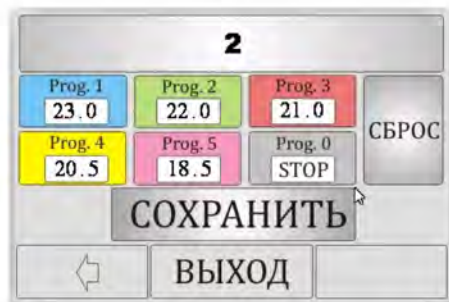 2
Prog. 1 Prog. 2 Prog. 3
23.0 22.0 21.0
СБРОС
Prog. 4 Prog. 5 Prog. 0
20.5 18.5 STOP
СОХРАНИТЬ
ВЫХОД